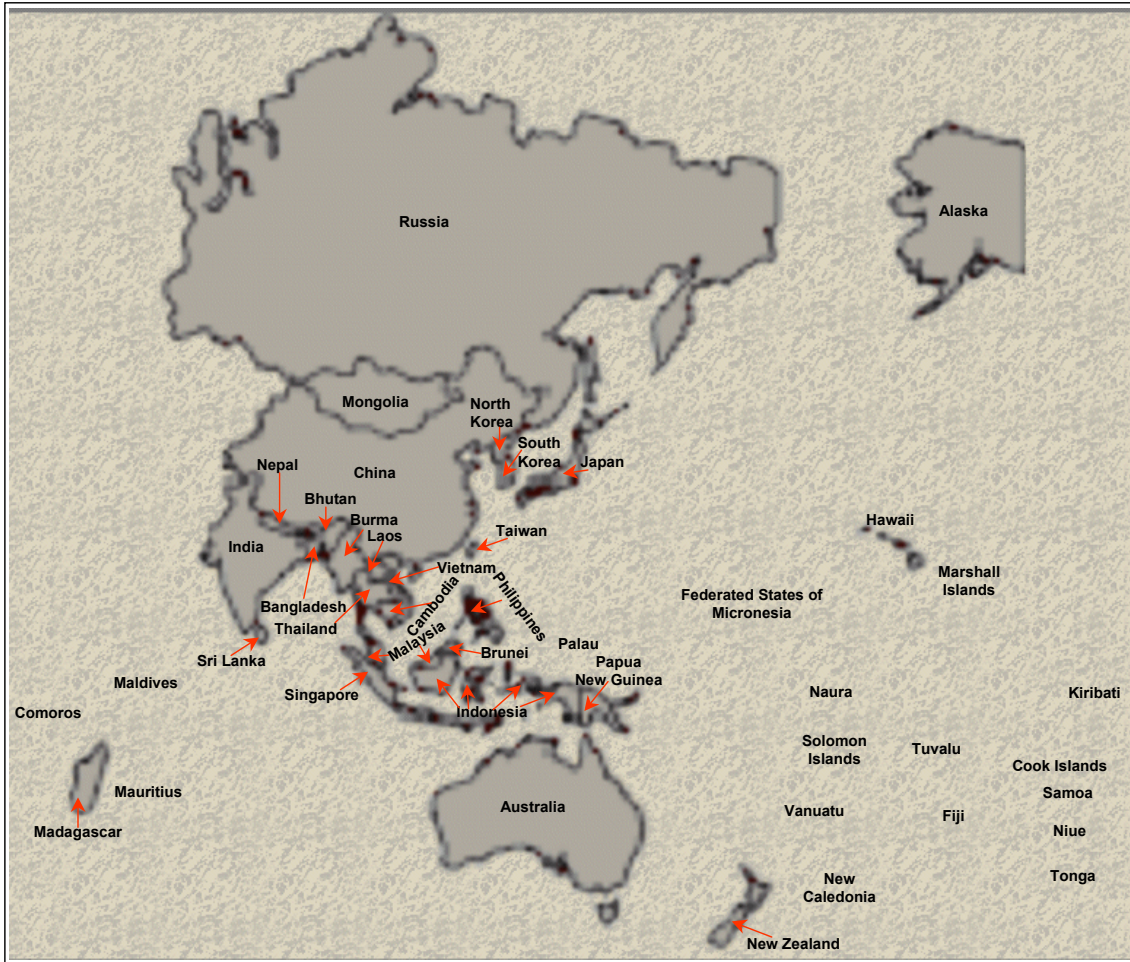 Russia
Alaska
Mongolia
North
Korea
South
Korea
Japan
China
Nepal
Bhutan
Burma
Laos
Hawaii
Taiwan
India
Vietnam
Marshall
Islands
Federated States of
Micronesia
Bangladesh
Cambodia
Philippines
Thailand
Malaysia
Palau
Brunei
Sri Lanka
Papua
New Guinea
Maldives
Singapore
Naura
Kiribati
Comoros
Indonesia
Solomon
Islands
Tuvalu
Cook Islands
Mauritius
Samoa
Australia
Vanuatu
Fiji
Madagascar
Niue
Tonga
New
Caledonia
New Zealand